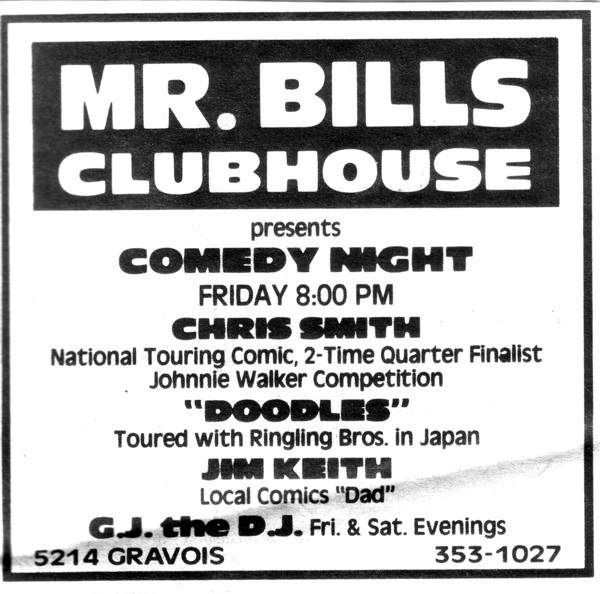 MR. BILLS
CLUBHOUSE
presents
COMEDY NIGHT
FRIDAY 8:00 PM
CHRIS SMITH
National Touring Comic, 2-Time Quarter Finalist
Johnnie Walker Competition
"DOODLES"
Toured with Ringling Bros. in Japan
JIM KEITH
Local Comics "Dad"
G.J. the D.J. Fri. & Sat. Evenings
5214 GRAVOIS 353-1027